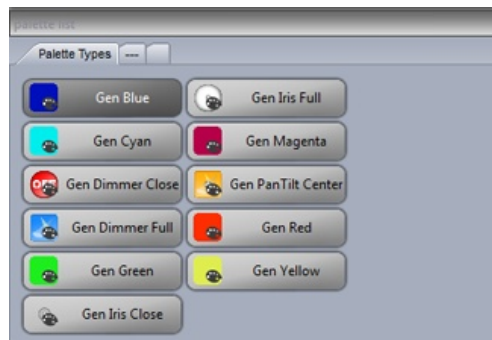 palette list
Palette Types ---
Gen Blue
Gen Iris Full
Gen Cyan
Gen Magenta
OFF Gen Dimmer Close
Gen PanTilt Center
Gen Dimmer Full
Gen Red
Gen Green
Gen Yellow
Gen Iris Close